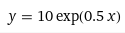 y = 10 exp(0.5 x)